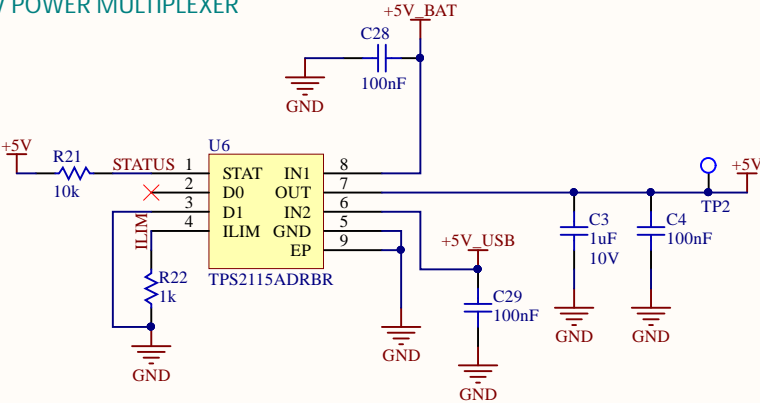 POWER MULTIPLEXER
+5V_BAT
C28
100nF
GND
U6
+5V
R21
10k
STATUS
1
2
3
4
STAT
D0
D1
ILIM
IN1
OUT
IN2
GND
EP
8
7
6
5
9
TPS2115ADRBR
ILIM
R22
1k
GND
GND
+5V_USB
C29
100nF
GND
C3
1uF
10V
GND
C4
100nF
GND
TP2
+5V